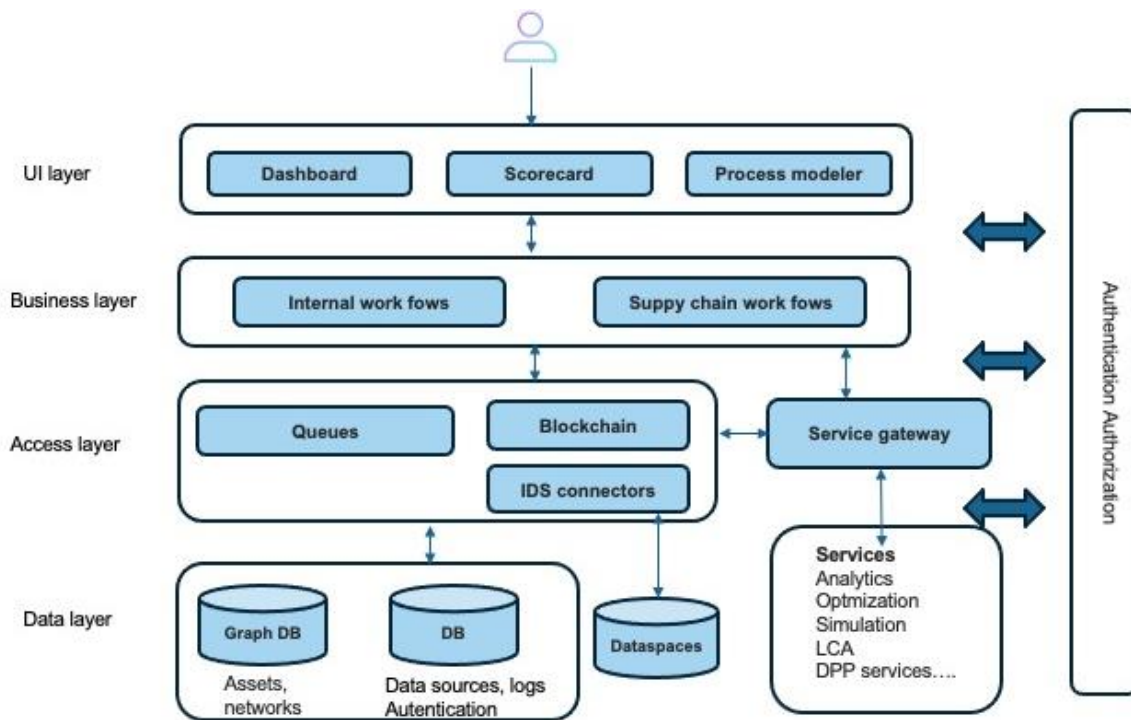 UI layer
Dashboard
Scorecard
Process modeler
Business layer
Internal work fows
Suppy chain work fows
Access layer
Queues
Blockchain
IDS connectors
Service gateway
Data layer
Graph DB
DB
Dataspaces
Assets,
networks
Data sources, logs
Autentication
Services
Analytics
Optmization
Simulation
LCA
DPP services....
Authentication Authorization